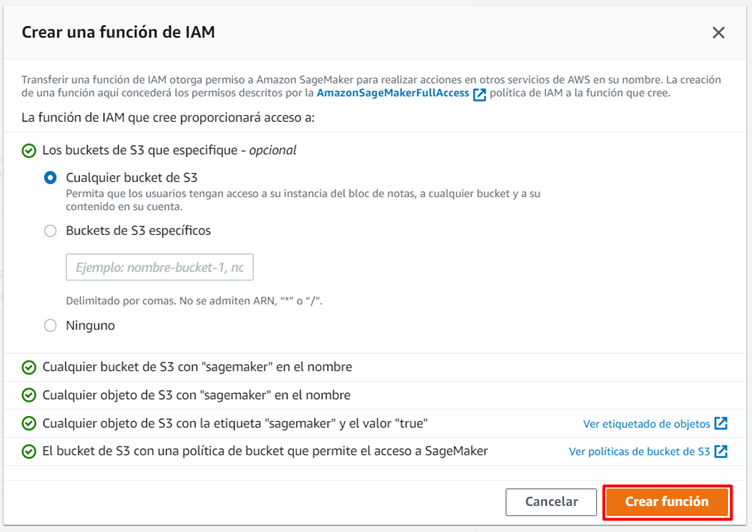 Crear una función de IAM
Transferir una función de IAM otorga permiso a Amazon SageMaker para realizar acciones en otros servicios de AWS en su nombre. La creación
de una función aquí concederá los permisos descritos por la AmazonSageMakerFullAccess política de IAM a la función que cree.
La función de IAM que cree proporcionará acceso a:
Los buckets de S3 que especifique - opcional
Cualquier bucket de S3
Permita que los usuarios tengan acceso a su instancia del bloc de notas, a cualquier bucket y a su
contenido en su cuenta.
Buckets de S3 específicos
Ejemplo: nombre-bucket-1, nc
Delimitado por comas. No se admiten ARN, "*" o "/".
Ninguno
Cualquier bucket de S3 con "sagemaker" en el nombre
Cualquier objeto de S3 con "sagemaker" en el nombre
Cualquier objeto de S3 con la etiqueta "sagemaker" y el valor "true" Ver etiquetado de objetos
El bucket de S3 con una política de bucket que permite el acceso a SageMaker Ver políticas de bucket de S3
Cancelar Crear función